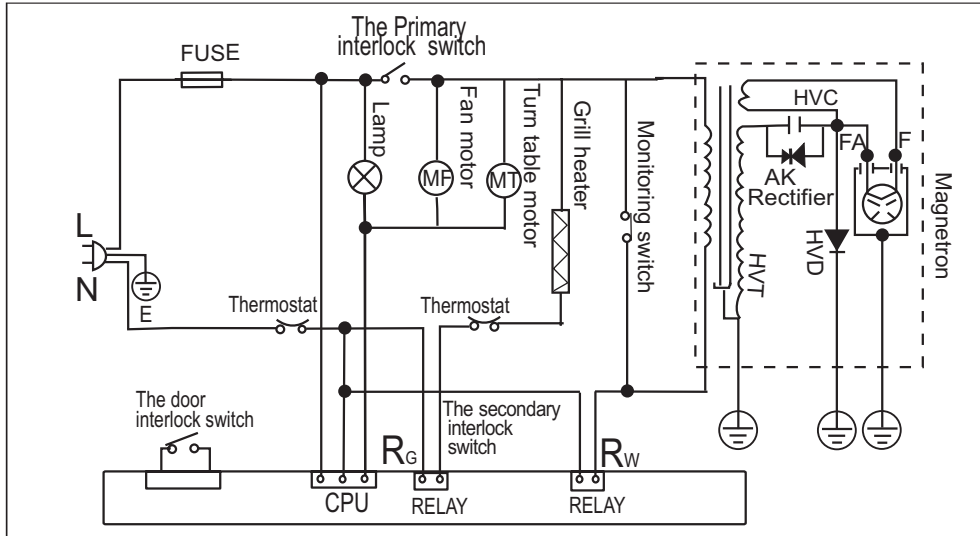 The Primary
interlock switch
FUSE
Lamp
Fan motor
Turn table motor
Grill heater
Monitoring switch
MF
MT
HVC
FA
F
AK
Rectifier
HVT
HVD
Magnetron
L
N
E
Thermostat
Thermostat
The door
interlock switch
The secondary
interlock
switch
RG
RW
CPU
RELAY
RELAY